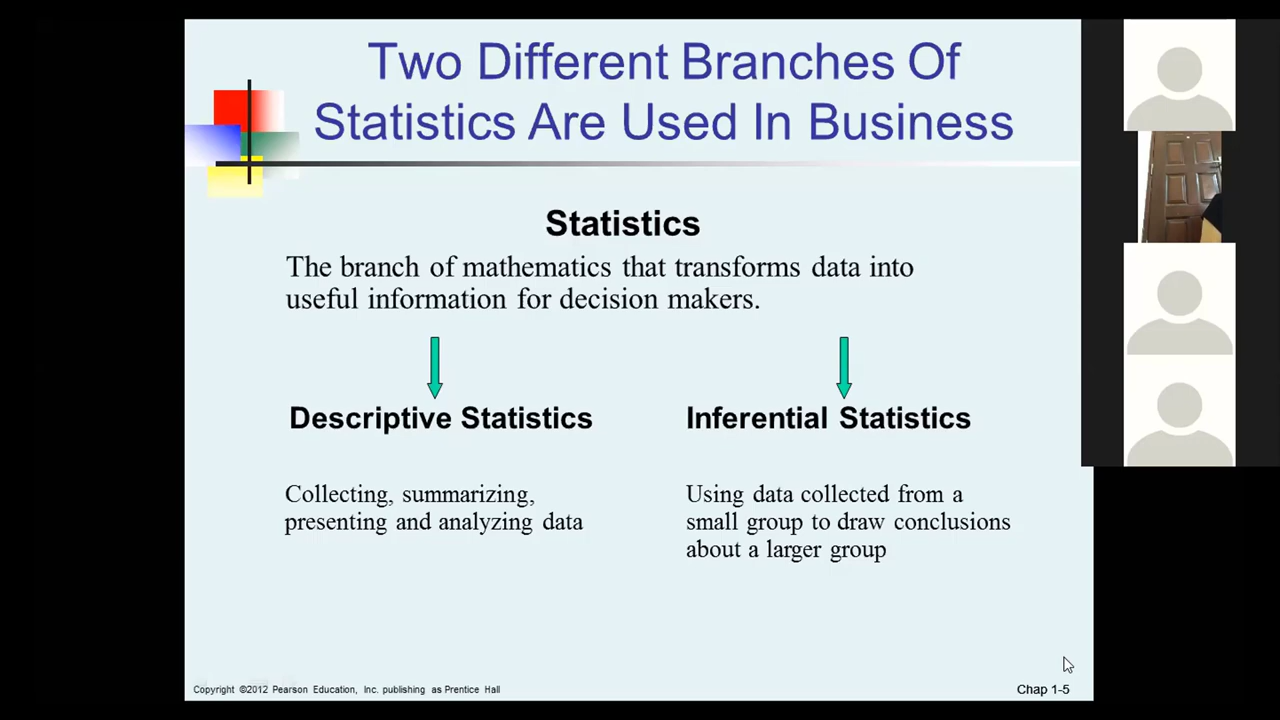 Two Different Branches Of
Statistics Are Used In Business
Statistics
The branch of mathematics that transforms data into
useful information for decision makers.
Descriptive Statistics
Collecting, summarizing,
presenting and analyzing data
Inferential Statistics
Using data collected from a
small group to draw conclusions
about a larger group
Copyright ©2012 Pearson Education, Inc. publishing as Prentice Hall
Chap 1-5